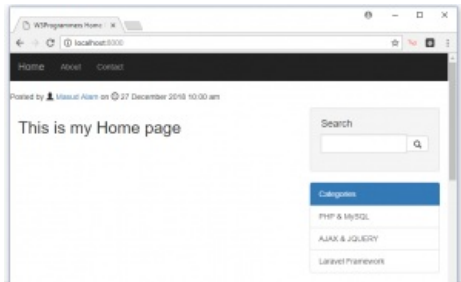 W3Programmers Home
localhost:8000
Home About Contact
Posted by Masud Alam on 27 December 2018 10:00 am
This is my Home page
Search
Categories
PHP & MySQL
AJAX & JQUERY
Laravel Framework